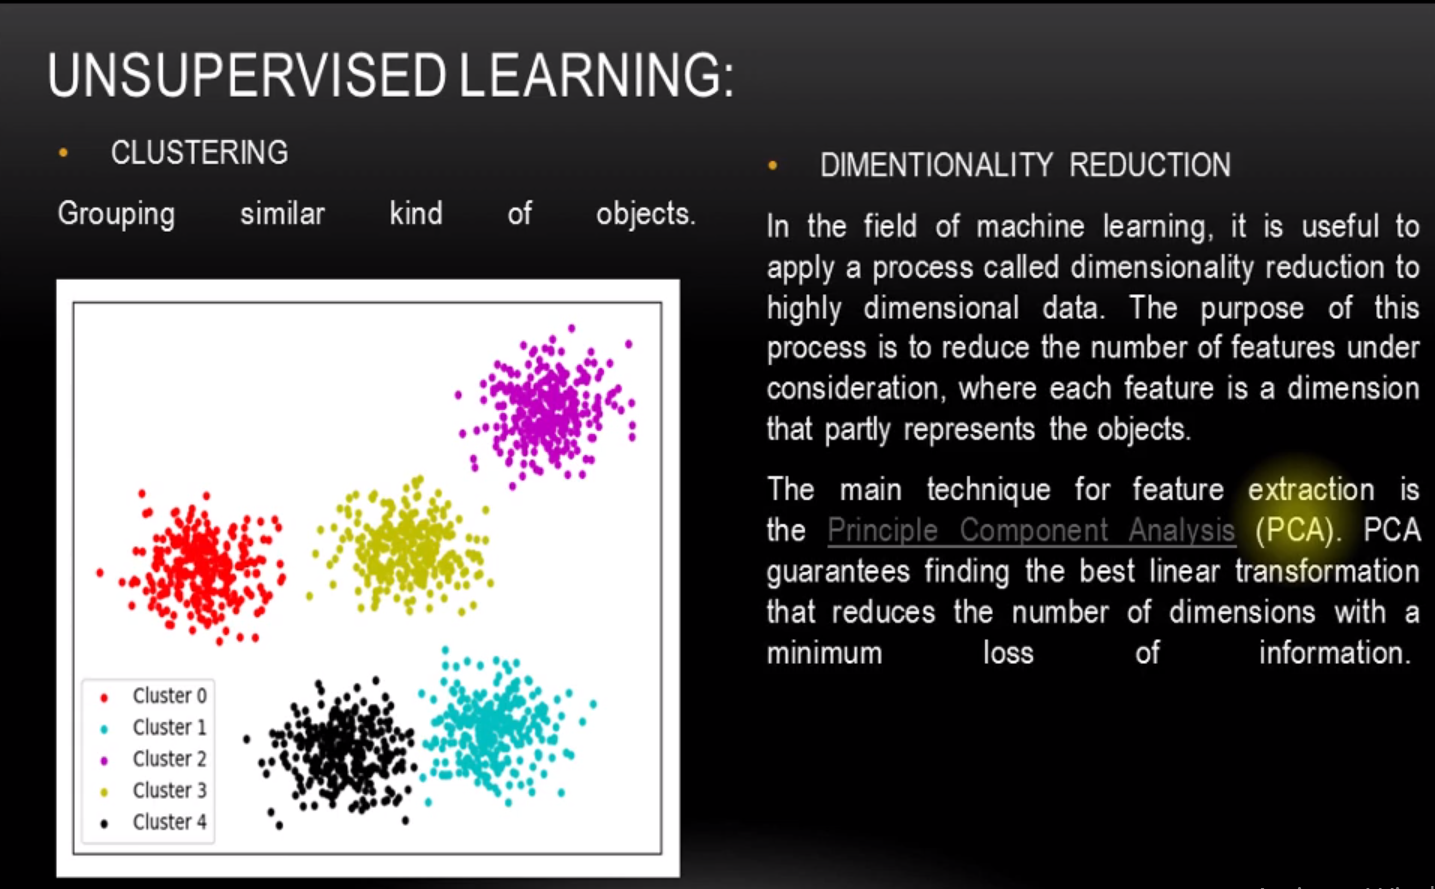 UNSUPERVISED LEARNING:
• CLUSTERING
Grouping similar kind of objects.
Cluster 0
Cluster 1
Cluster 2
Cluster 3
Cluster 4
• DIMENTIONALITY REDUCTION
In the field of machine learning, it is useful to
apply a process called dimensionality reduction to
highly dimensional data. The purpose of this
process is to reduce the number of features under
consideration, where each feature is a dimension
that partly represents the objects.
The main technique for feature extraction is
the Principle Component Analysis (PCA). PCA
guarantees finding the best linear transformation
that reduces the number of dimensions with a
minimum loss of information.